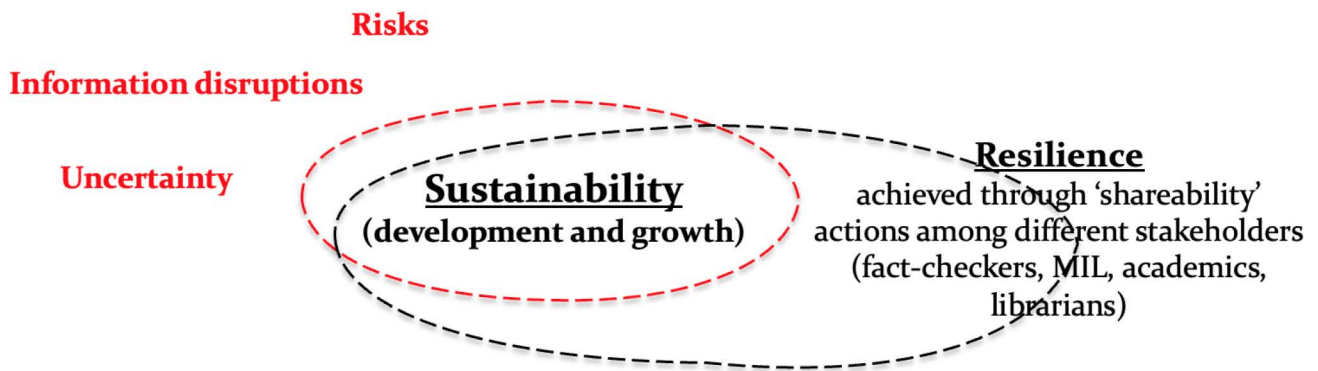 Risks
Information disruptions
Uncertainty
Sustainability
(development and growth)
Resilience
achieved through ‘shareability’
actions among different stakeholders
(fact-checkers, MIL, academics,
librarians)